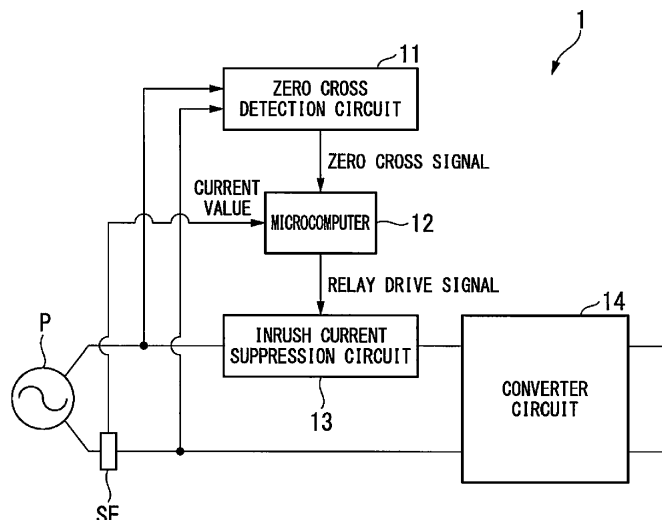 1
11
ZERO CROSS
DETECTION CIRCUIT
ZERO CROSS SIGNAL
CURRENT
VALUE
MICROCOMPUTER
12
RELAY DRIVE SIGNAL
14
P
INRUSH CURRENT
SUPPRESSION CIRCUIT
13
CONVERTER
CIRCUIT
SE